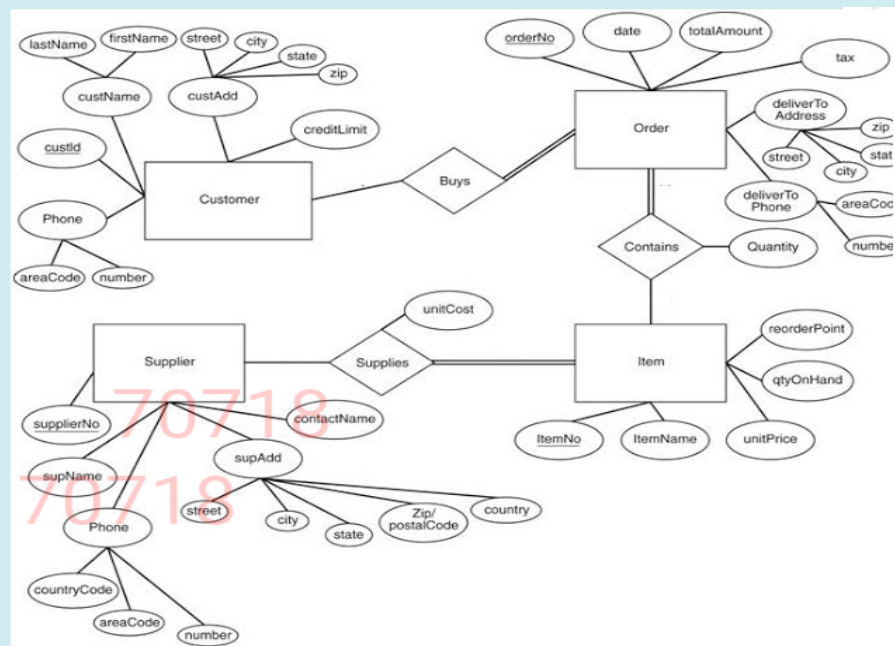 lastName
firstName
street
city
state
zip
custName
custAdd
creditLimit
custId
Customer
Phone
areaCode
number
Buys
orderNo
date
totalAmount
tax
Order
deliverTo
Address
zip
stat
city
street
deliverTo
Phone
areaCod
numbe
Contains
Quantity
unitCost
Supplier
Supplies
Item
reorderPoint
qtyOnHand
unitPrice
ItemNo
ItemName
supplierNo
contactName
supName
supAdd
street
city
state
Zip/
postalCode
country
Phone
countryCode
areaCode
number
70718
70718